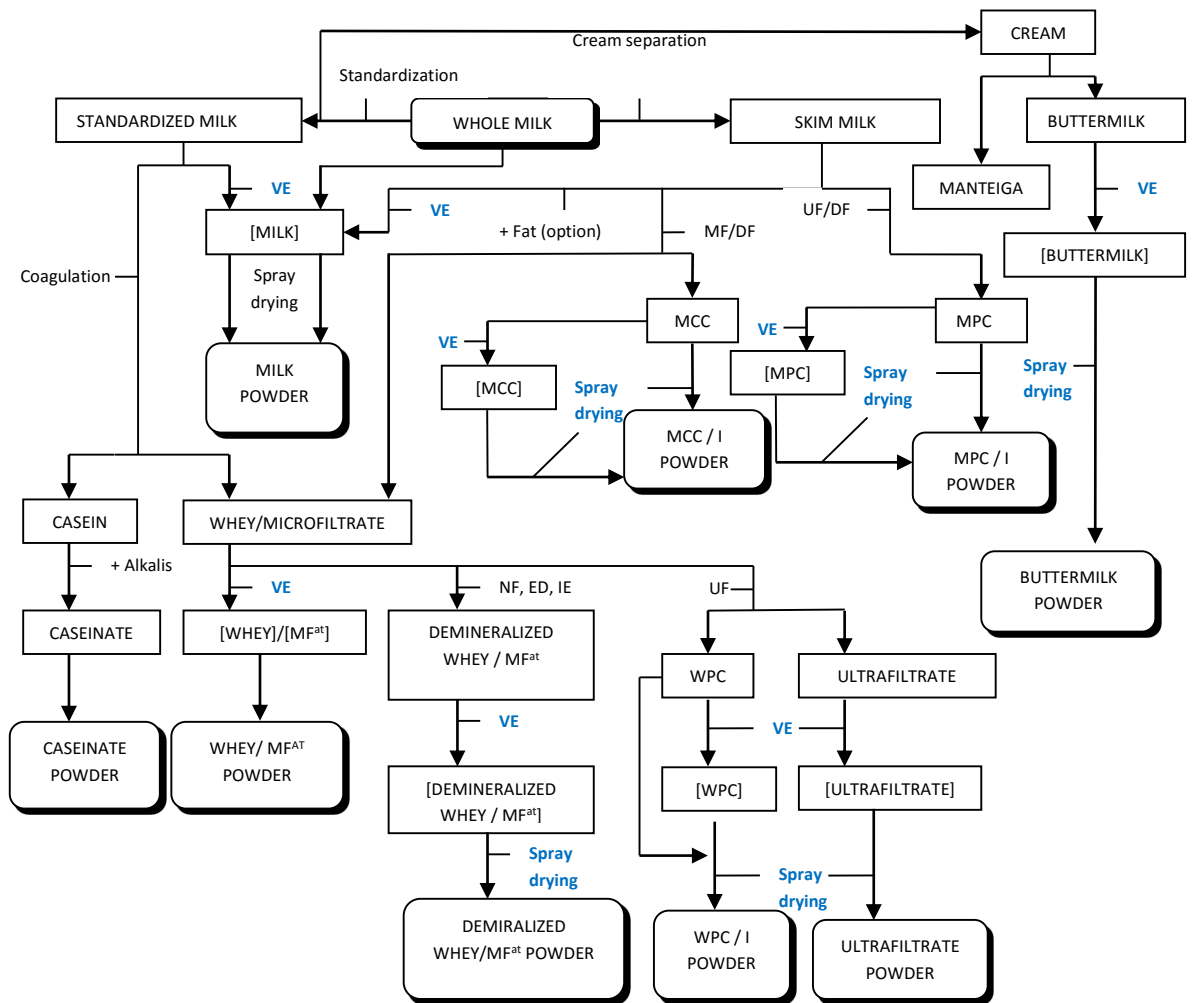 CREAM
Cream separation
Standardization
STANDARDIZED MILK
WHOLE MILK
SKIM MILK
BUTTERMILK
MANTEIGA
VE
VE
[MILK]
VE
+ Fat (option)
MF/DF
UF/DF
[BUTTERMILK]
Coagulation
Spray
drying
MCC
MPC
VE
VE
[MCC]
[MPC]
Spray
drying
Spray
drying
Spray
drying
MILK
POWDER
MCC / I
POWDER
MPC / I
POWDER
CASEIN
WHEY/MICROFILTRATE
+ Alkalis
VE
NF, ED, IE
UF
BUTTERMILK
POWDER
CASEINATE
[WHEY]/[MFat]
DEMINERALIZED
WHEY / MFat
WPC
ULTRAFILTRATE
VE
VE
CASEINATE
POWDER
WHEY/ MFAT
POWDER
[DEMINERALIZED
WHEY / MFat]
[WPC]
[ULTRAFILTRATE]
Spray
drying
Spray
drying
DEMIRALIZED
WHEY/MFat POWDER
WPC / I
POWDER
ULTRAFILTRATE
POWDER